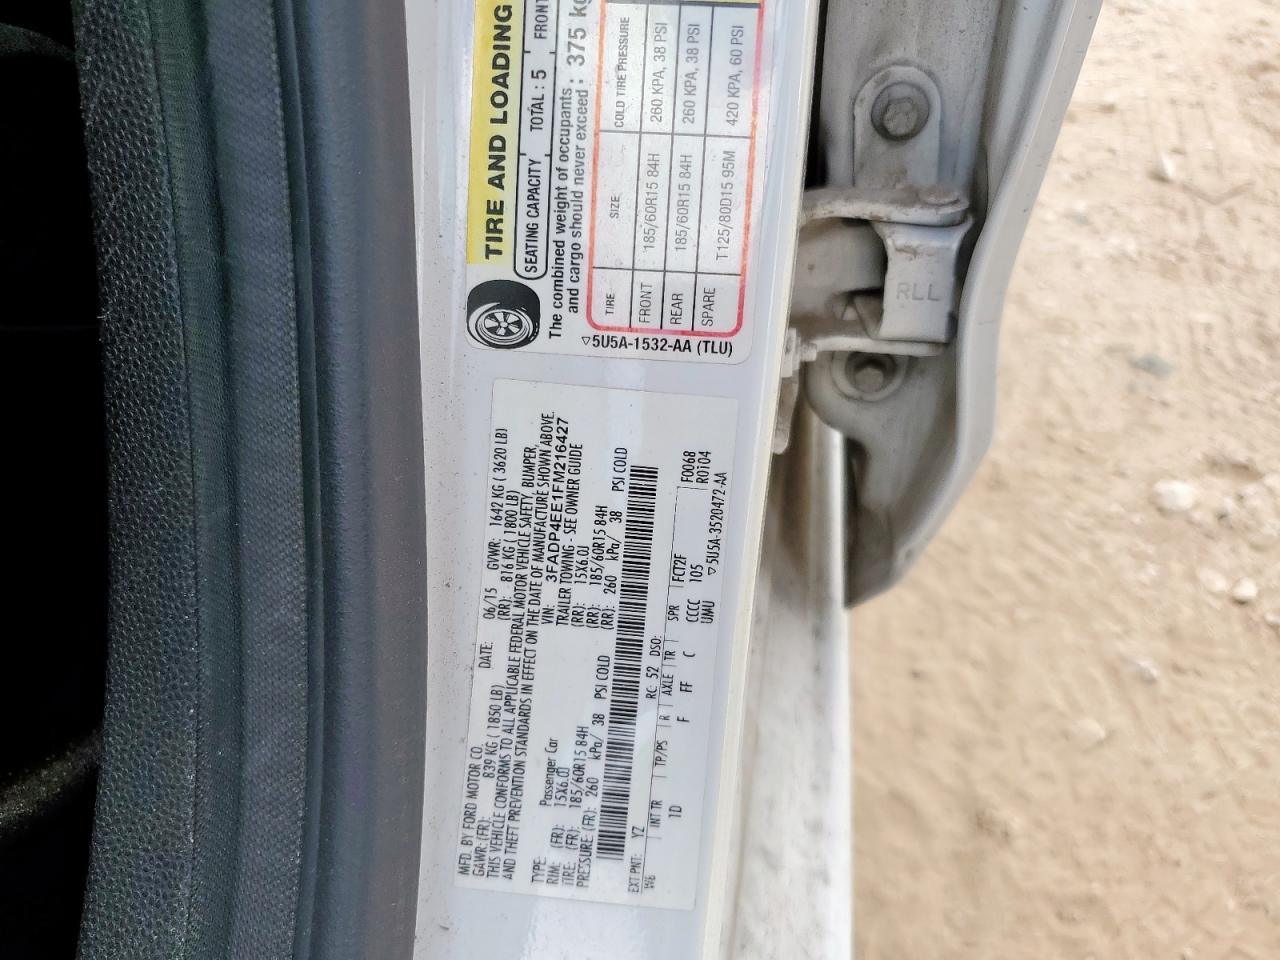 TIRE AND LOADING
SEATING CAPACITY TOTAL : 5 FRONT
The combined weight of occupants
and cargo should never exceed : 375 kg
TIRE SIZE COLD TIRE PRESSURE
FRONT 185/60R15 84H 260 KPA, 38 PSI
REAR 185/60R15 84H 260 KPA, 38 PSI
SPARE T125/80D15 95M 420 KPA, 60 PSI
▽5U5A-1532-AA (TLU)
MFD. BY FORD MOTOR CO. DATE: 06/15 GVWR: 1642 KG ( 3620 LB)
GAWR: (FR): 839 KG ( 1850 LB) (RR): 816 KG ( 1800 LB)
THIS VEHICLE CONFORMS TO ALL APPLICABLE FEDERAL MOTOR VEHICLE SAFETY, BUMPER,
AND THEFT PREVENTION STANDARDS IN EFFECT ON THE DATE OF MANUFACTURE SHOWN ABOVE.
VIN: 3FADP4EE1FM216427
TYPE: Passenger Car TRAILER TOWING - SEE OWNER GUIDE
RIM: (FR): 15X6.0J (RR): 15X6.0J
TIRE: (FR): 185/60R15 84H (RR): 185/60R15 84H
PRESSURE: (FR): 260 kPa/ 38 PSI COLD (RR): 260 kPa/ 38 PSI COLD
EXT PNT: YZ RC: 52 DSO:
W6 INT TR TP/PS R AXLE TR SPR FCT2F F0068
1D F FF C CCCC 105 R0104
UMU ▽5U5A-3520472-AA
RLL